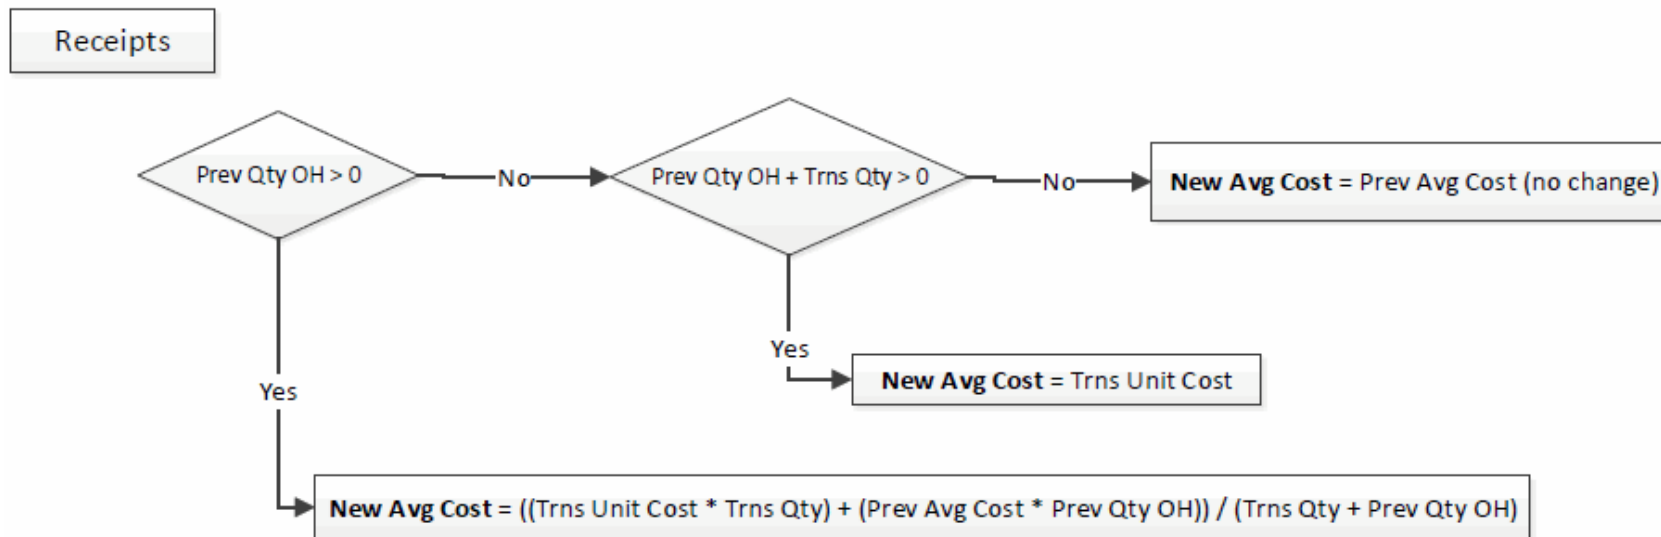 Receipts
Prev Qty OH > 0
No
Prev Qty OH + Trns Qty > 0
No
New Avg Cost = Prev Avg Cost (no change)
Yes
New Avg Cost = Trns Unit Cost
Yes
New Avg Cost = ((Trns Unit Cost * Trns Qty) + (Prev Avg Cost * Prev Qty OH)) / (Trns Qty + Prev Qty OH)